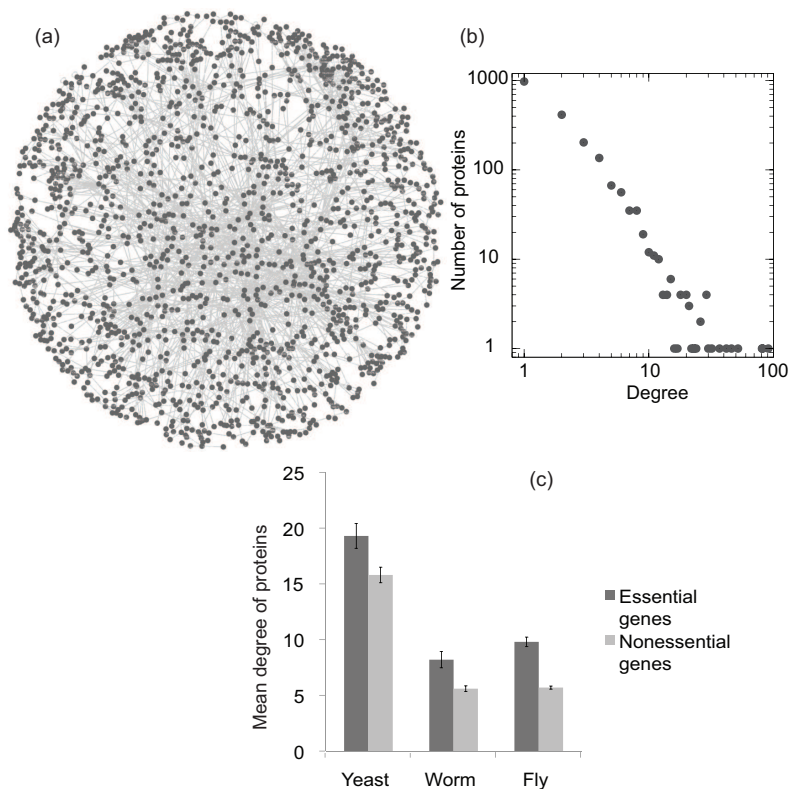 (a)
(b)
1000
100
10
1
Number of proteins
1
10
100
Degree
(c)
25
20
15
10
5
0
Mean degree of proteins
Yeast
Worm
Fly
Essential
genes
Nonessential
genes